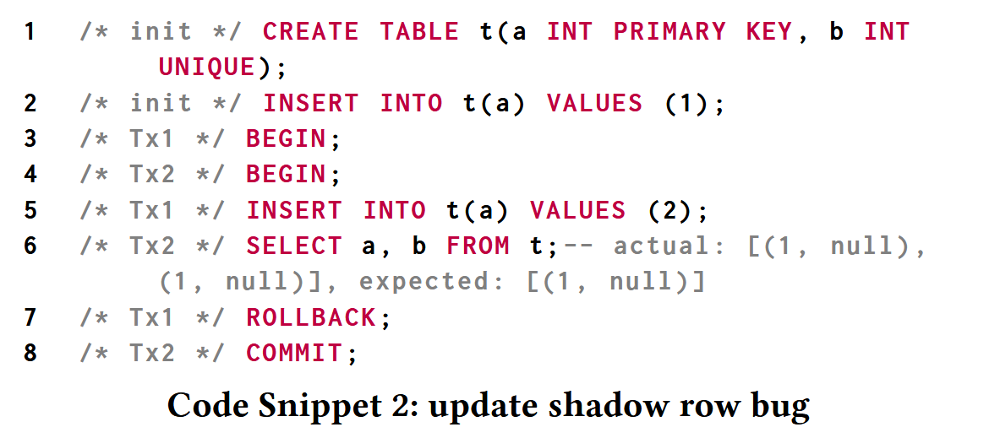 1 /* init */ CREATE TABLE t(a INT PRIMARY KEY, b INT
UNIQUE);
2 /* init */ INSERT INTO t(a) VALUES (1);
3 /* Tx1 */ BEGIN;
4 /* Tx2 */ BEGIN;
5 /* Tx1 */ INSERT INTO t(a) VALUES (2);
6 /* Tx2 */ SELECT a, b FROM t;-- actual: [(1, null),
(1, null)], expected: [(1, null)]
7 /* Tx1 */ ROLLBACK;
8 /* Tx2 */ COMMIT;
Code Snippet 2: update shadow row bug